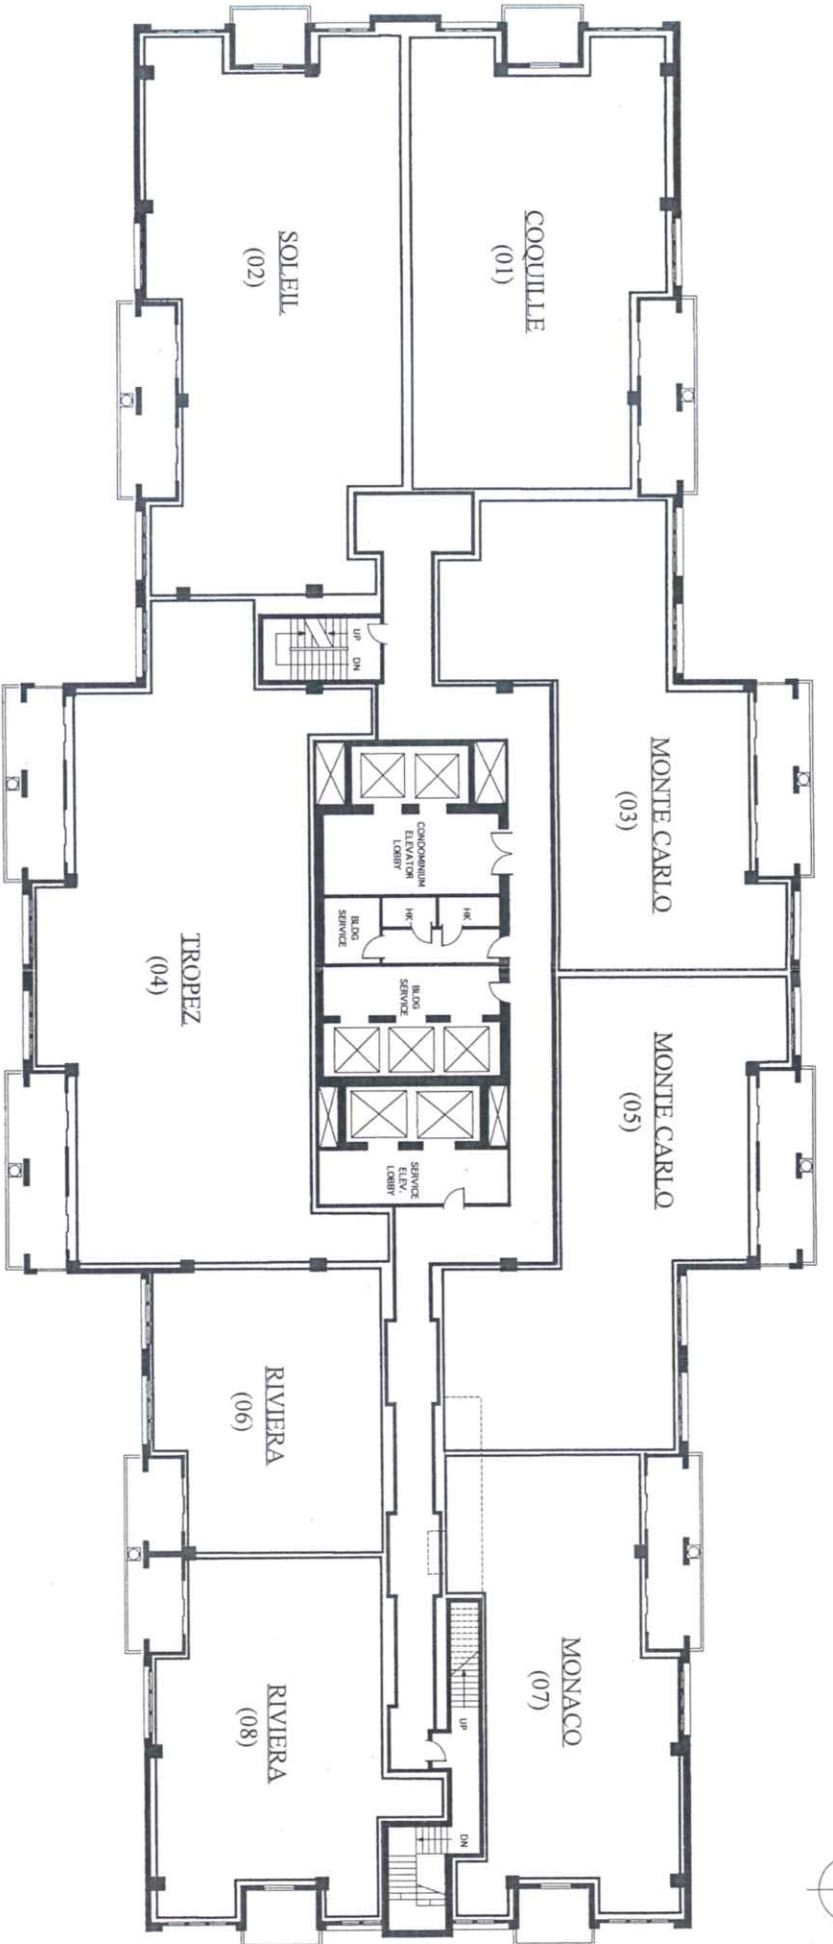 COQUILLE
(01)
SOLEIL
(02)
UP
DN
MONTE CARLO
(03)
CONDOMINIUM
ELEVATOR
LOBBY
HK
HK
BLDG
SERVICE
BLDG
SERVICE
TROPEZ
(04)
MONTE CARLO
(05)
SERVICE
ELEV.
LOBBY
RIVIERA
(06)
MONACO
(07)
UP
RIVIERA
(08)
DN